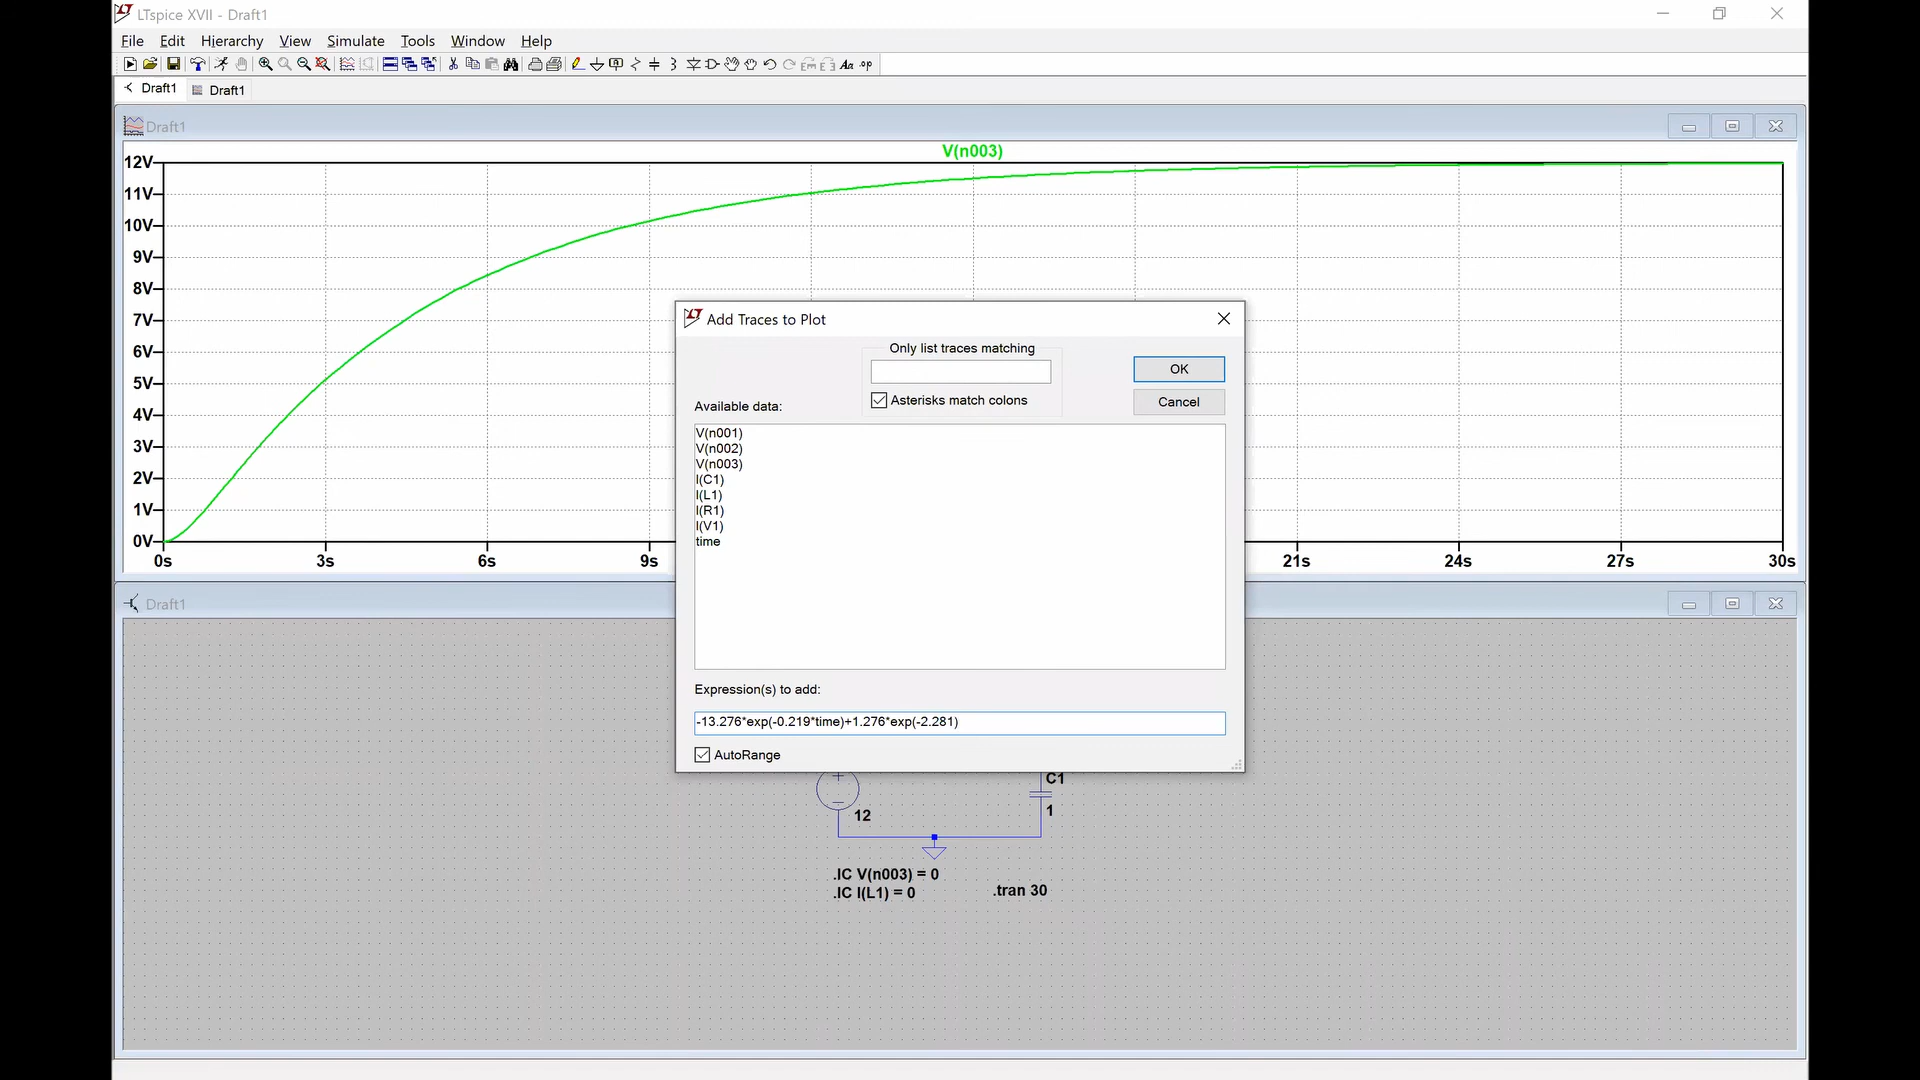 LTspice XVII - Draft1
File Edit Hierarchy View Simulate Tools Window Help
Draft1 Draft1
Draft1
V(n003)
12V
11V
10V
9V
8V
7V
6V
5V
4V
3V
2V
1V
0V
0s 3s 6s 9s 21s 24s 27s 30s
Add Traces to Plot
Only list traces matching
OK
Asterisks match colons
Cancel
Available data:
V(n001)
V(n002)
V(n003)
I(C1)
I(L1)
I(R1)
I(V1)
time
Expression(s) to add:
-13.276*exp(-0.219*time)+1.276*exp(-2.281)
AutoRange
Draft1
C1
12
1
.IC V(n003) = 0
.IC I(L1) = 0
.tran 30